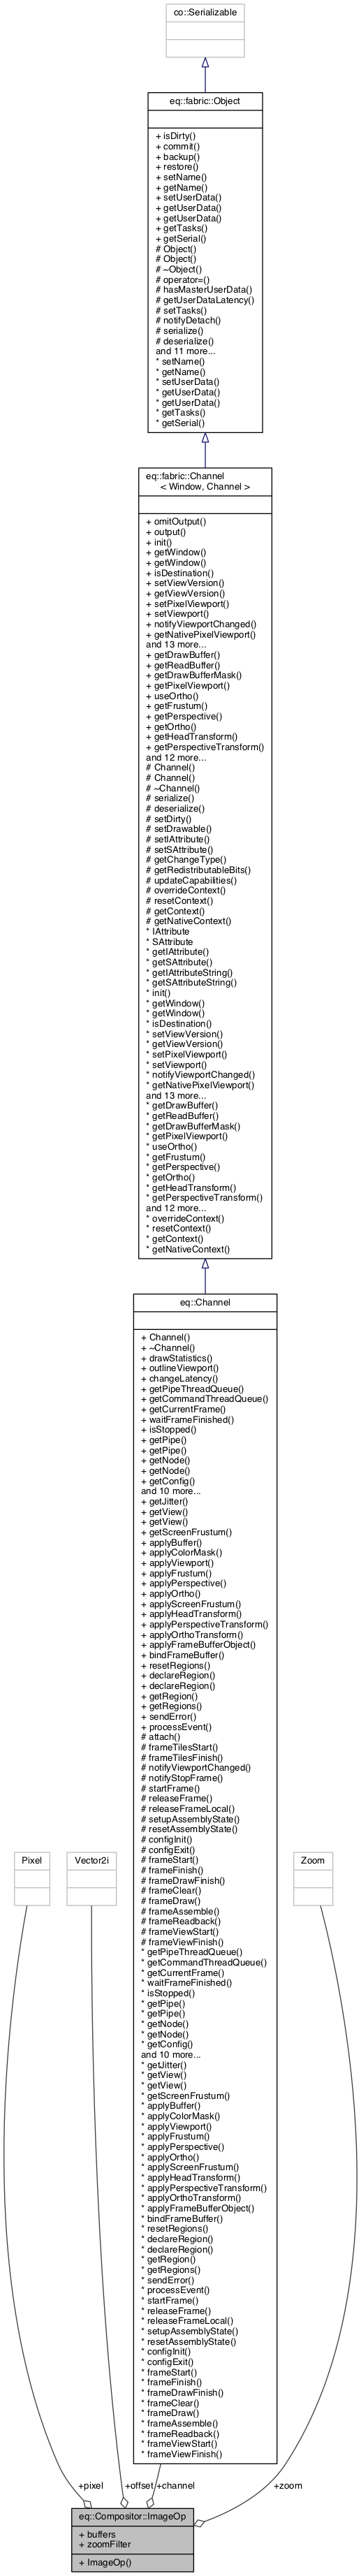 co::Serializable
eq::fabric::Object
+ isDirty()
+ commit()
+ backup()
+ restore()
+ setName()
+ getName()
+ setUserData()
+ getUserData()
+ getUserData()
+ getTasks()
+ getSerial()
# Object()
# Object()
# ~Object()
# operator=()
# hasMasterUserData()
# getUserDataLatency()
# setTasks()
# notifyDetach()
# serialize()
# deserialize()
and 11 more...
* setName()
* getName()
* setUserData()
* getUserData()
* getUserData()
* getTasks()
* getSerial()
eq::fabric::Channel
< Window, Channel >
+ omitOutput()
+ output()
+ init()
+ getWindow()
+ getWindow()
+ isDestination()
+ setViewVersion()
+ getViewVersion()
+ setPixelViewport()
+ setViewport()
+ notifyViewportChanged()
+ getNativePixelViewport()
and 13 more...
+ getDrawBuffer()
+ getReadBuffer()
+ getDrawBufferMask()
+ getPixelViewport()
+ useOrtho()
+ getFrustum()
+ getPerspective()
+ getOrtho()
+ getHeadTransform()
+ getPerspectiveTransform()
and 12 more...
# Channel()
# Channel()
# ~Channel()
# serialize()
# deserialize()
# setDirty()
# setDrawable()
# setIAttribute()
# setSAttribute()
# getChangeType()
# getRedistributableBits()
# updateCapabilities()
# overrideContext()
# resetContext()
# getContext()
# getNativeContext()
* IAttribute
* SAttribute
* getIAttribute()
* getSAttribute()
* getIAttributeString()
* getSAttributeString()
* init()
* getWindow()
* getWindow()
* isDestination()
* setViewVersion()
* getViewVersion()
* setPixelViewport()
* setViewport()
* notifyViewportChanged()
* getNativePixelViewport()
and 13 more...
* getDrawBuffer()
* getReadBuffer()
* getDrawBufferMask()
* getPixelViewport()
* useOrtho()
* getFrustum()
* getPerspective()
* getOrtho()
* getHeadTransform()
* getPerspectiveTransform()
and 12 more...
* overrideContext()
* resetContext()
* getContext()
* getNativeContext()
eq::Channel
+ Channel()
+ ~Channel()
+ drawStatistics()
+ outlineViewport()
+ changeLatency()
+ getPipeThreadQueue()
+ getCommandThreadQueue()
+ getCurrentFrame()
+ waitFrameFinished()
+ isStopped()
+ getPipe()
+ getPipe()
+ getNode()
+ getNode()
+ getConfig()
and 10 more...
+ getJitter()
+ getView()
+ getView()
+ getScreenFrustum()
+ applyBuffer()
+ applyColorMask()
+ applyViewport()
+ applyFrustum()
+ applyPerspective()
+ applyOrtho()
+ applyScreenFrustum()
+ applyHeadTransform()
+ applyPerspectiveTransform()
+ applyOrthoTransform()
+ applyFrameBufferObject()
+ bindFrameBuffer()
+ resetRegions()
+ declareRegion()
+ declareRegion()
+ getRegion()
+ getRegions()
+ sendError()
+ processEvent()
# attach()
# frameTilesStart()
# frameTilesFinish()
# notifyViewportChanged()
# notifyStopFrame()
# startFrame()
# releaseFrame()
# releaseFrameLocal()
# setupAssemblyState()
# resetAssemblyState()
# configInit()
# configExit()
# frameStart()
# frameFinish()
# frameDrawFinish()
# frameClear()
# frameDraw()
# frameAssemble()
# frameReadback()
# frameViewStart()
# frameViewFinish()
* getPipeThreadQueue()
* getCommandThreadQueue()
* getCurrentFrame()
* waitFrameFinished()
* isStopped()
* getPipe()
* getPipe()
* getNode()
* getNode()
* getConfig()
and 10 more...
* getJitter()
* getView()
* getView()
* getScreenFrustum()
* applyBuffer()
* applyColorMask()
* applyViewport()
* applyFrustum()
* applyPerspective()
* applyOrtho()
* applyScreenFrustum()
* applyHeadTransform()
* applyPerspectiveTransform()
* applyOrthoTransform()
* applyFrameBufferObject()
* bindFrameBuffer()
* resetRegions()
* declareRegion()
* declareRegion()
* getRegion()
* getRegions()
* sendError()
* processEvent()
* startFrame()
* releaseFrame()
* releaseFrameLocal()
* setupAssemblyState()
* resetAssemblyState()
* configInit()
* configExit()
* frameStart()
* frameFinish()
* frameDrawFinish()
* frameClear()
* frameDraw()
* frameAssemble()
* frameReadback()
* frameViewStart()
* frameViewFinish()
Pixel
Vector2i
Zoom
+pixel
+offset
+channel
+zoom
eq::Compositor::ImageOp
+ buffers
+ zoomFilter
+ ImageOp()